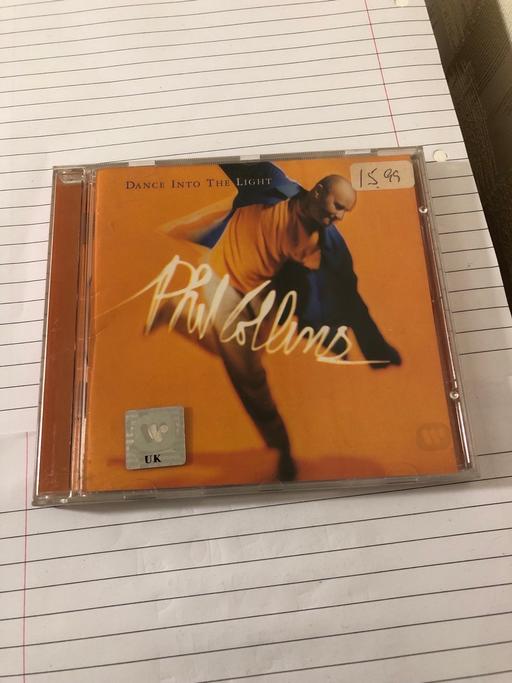 DANCE INTO THE LIGHT
15.99
Phil Collins
UK